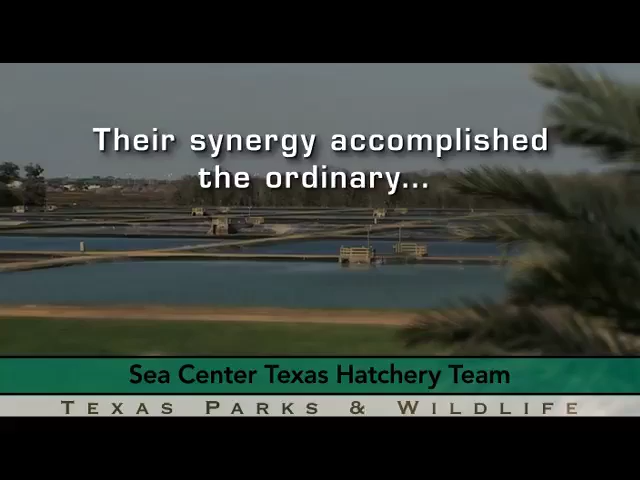 Their synergy accomplished
the ordinary...
Sea Center Texas Hatchery Team
TEXAS PARKS & WILDLIFE